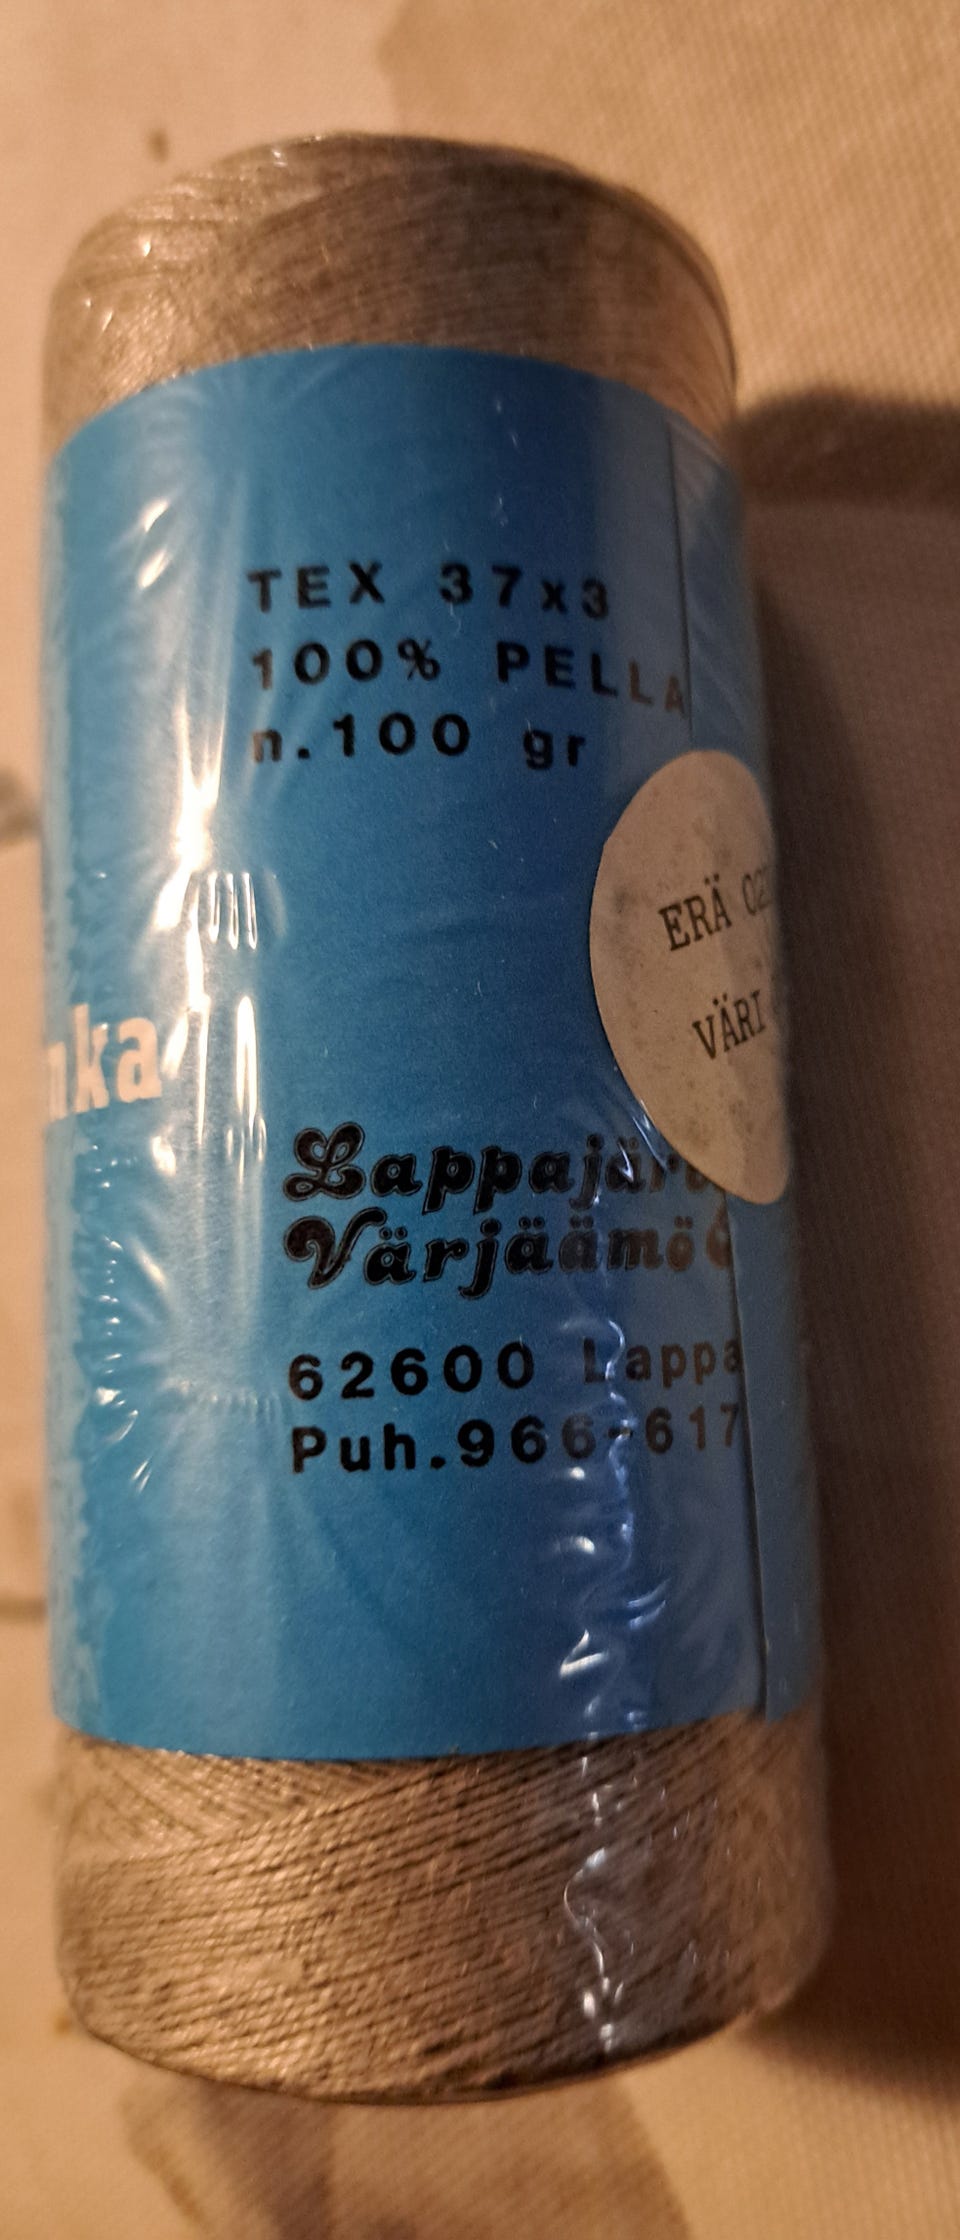 TEX 37x3
100% PELLA
n.100 gr
ERÄ
VÄRI
nka
Lappajärv
Värjäämö &
62600 Lappa
Puh.966-617